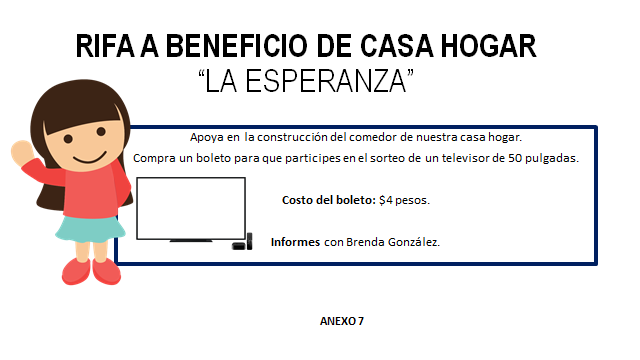 RIFA A BENEFICIO DE CASA HOGAR
“LA ESPERANZA”
Apoya en la construcción del comedor de nuestra casa hogar.
Compra un boleto para que participes en el sorteo de un televisor de 50 pulgadas.
Costo del boleto: $4 pesos.
Informes con Brenda González.
ANEXO 7